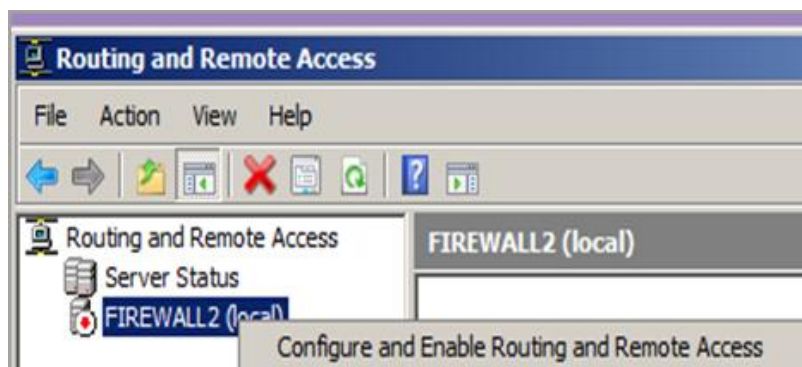 Routing and Remote Access
File Action View Help
Routing and Remote Access
FIREWALL2 (local)
Server Status
FIREWALL2 (local)
Configure and Enable Routing and Remote Access